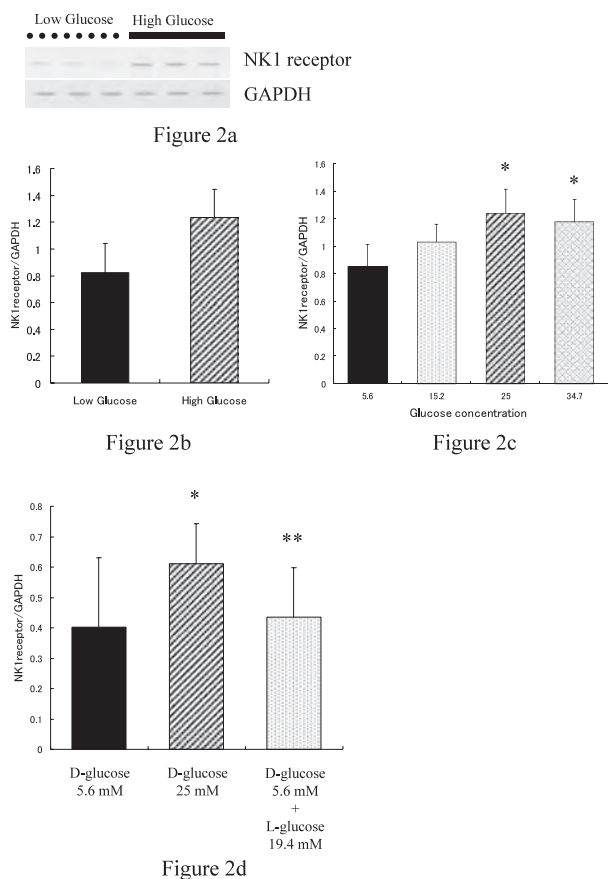 Low Glucose High Glucose
NK1 receptor
GAPDH
Figure 2a
NK1receptor/GAPDH
1.6
1.4
1.2
1
0.8
0.6
0.4
0.2
0
Low Glucose High Glucose
Figure 2b
NK1receptor/GAPDH
1.6
1.4
1.2
1
0.8
0.6
0.4
0.2
0
* *
5.6 15.2 25 34.7
Glucose concentration
Figure 2c
NK1receptor/GAPDH
0.8
0.7
0.6
0.5
0.4
0.3
0.2
0.1
0
* **
D-glucose D-glucose D-glucose
5.6 mM 25 mM 5.6 mM
+
L-glucose
19.4 mM
Figure 2d